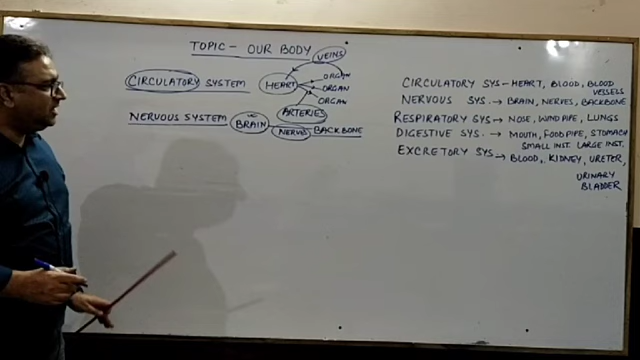 TOPIC - OUR BODY
VEINS
CIRCULATORY SYSTEM
HEART
ORGAN
ORGAN
ORGAN
ARTERIES
NERVOUS SYSTEM BRAIN NERVES BACKBONE
CIRCULATORY SYS - HEART, BLOOD, BLOOD
VESSELS
NERVOUS SYS. → BRAIN, NERVES, BACKBONE
RESPIRATORY SYS → NOSE, WIND PIPE, LUNGS
DIGESTIVE SYS. → MOUTH, FOOD PIPE, STOMACH
SMALL INST. LARGE INST.
EXCRETORY SYS → BLOOD, KIDNEY, URETER,
URINARY
BLADDER